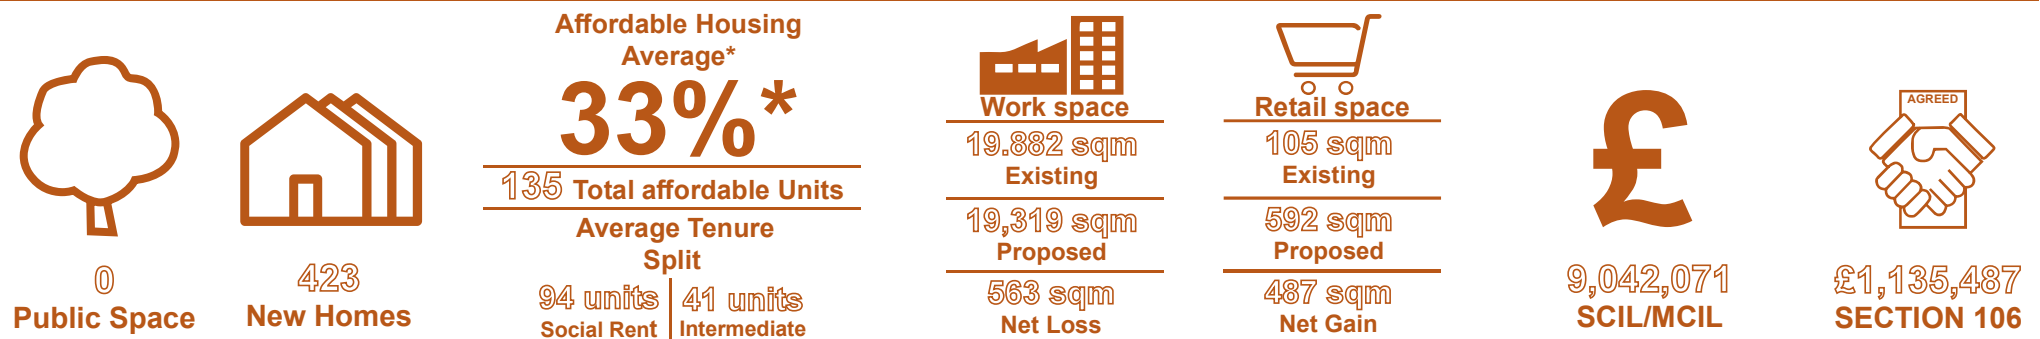 0
Public Space
423
New Homes
Affordable Housing
Average*
33%*
135 Total affordable Units
Average Tenure
Split
94 units
Social Rent
41 units
Intermediate
Work space
19.882 sqm
Existing
19,319 sqm
Proposed
563 sqm
Net Loss
Retail space
105 sqm
Existing
592 sqm
Proposed
487 sqm
Net Gain
£
9,042,071
SCIL/MCIL
AGREED
£1,135,487
SECTION 106